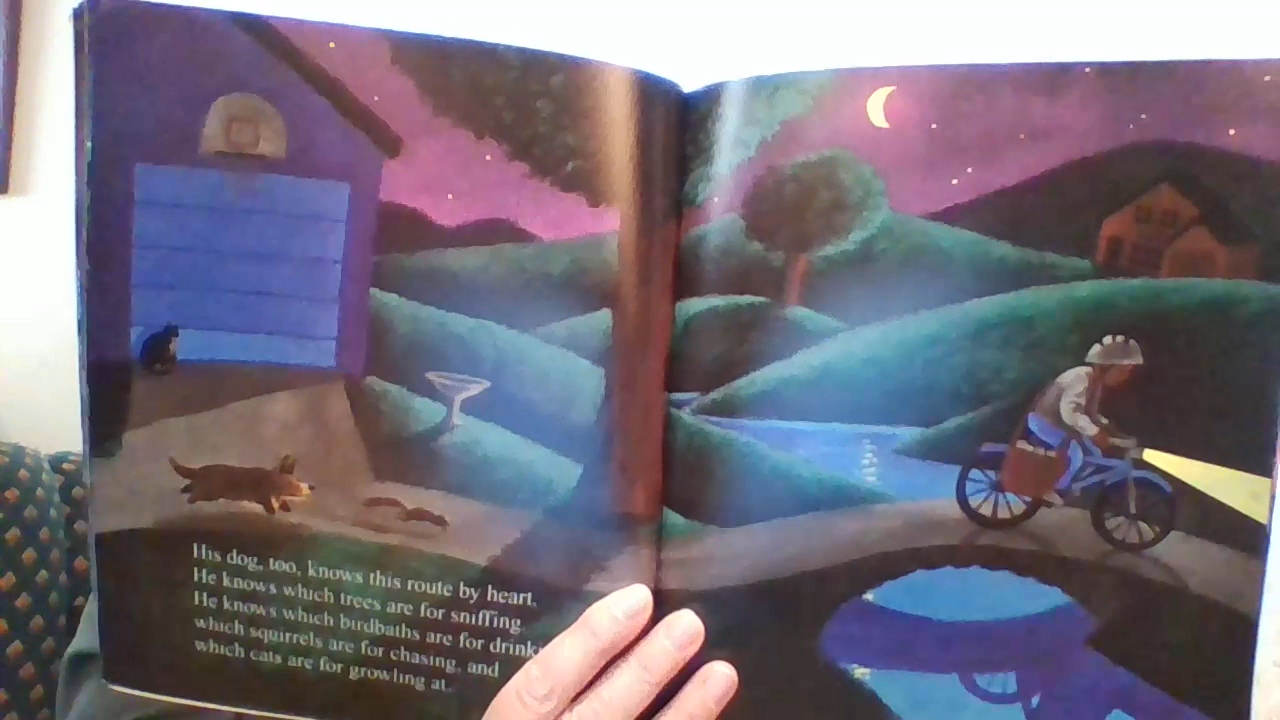 His dog, too, knows this route by heart.
He knows which trees are for sniffing.
He knows which birdbaths are for
which squirrels are for chasing, and
which cats are for growling at.